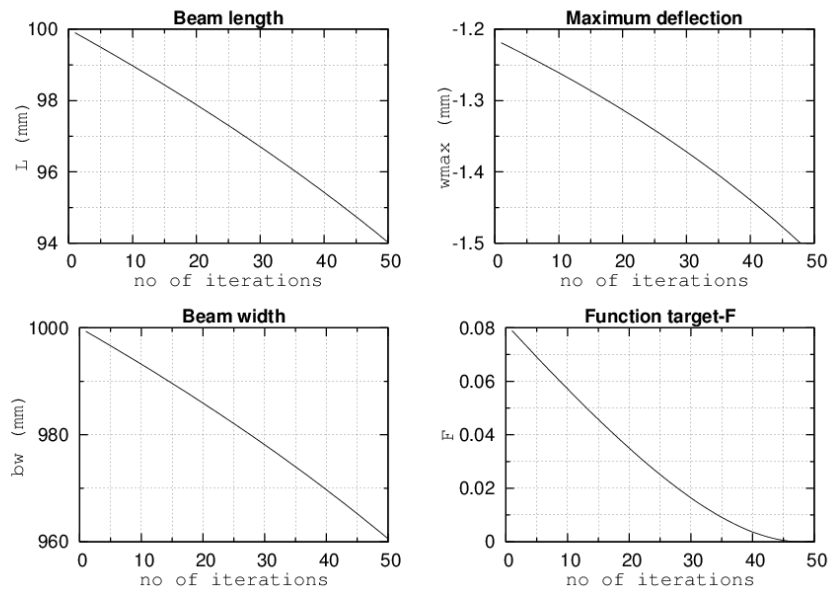 Beam length
100
98
96
94
L (mm)
0 10 20 30 40 50
no of iterations
Maximum deflection
-1.2
-1.3
-1.4
-1.5
wmax (mm)
0 10 20 30 40 50
no of iterations
Beam width
1000
980
960
bw (mm)
0 10 20 30 40 50
no of iterations
Function target-F
0.08
0.06
0.04
0.02
0
F
0 10 20 30 40 50
no of iterations